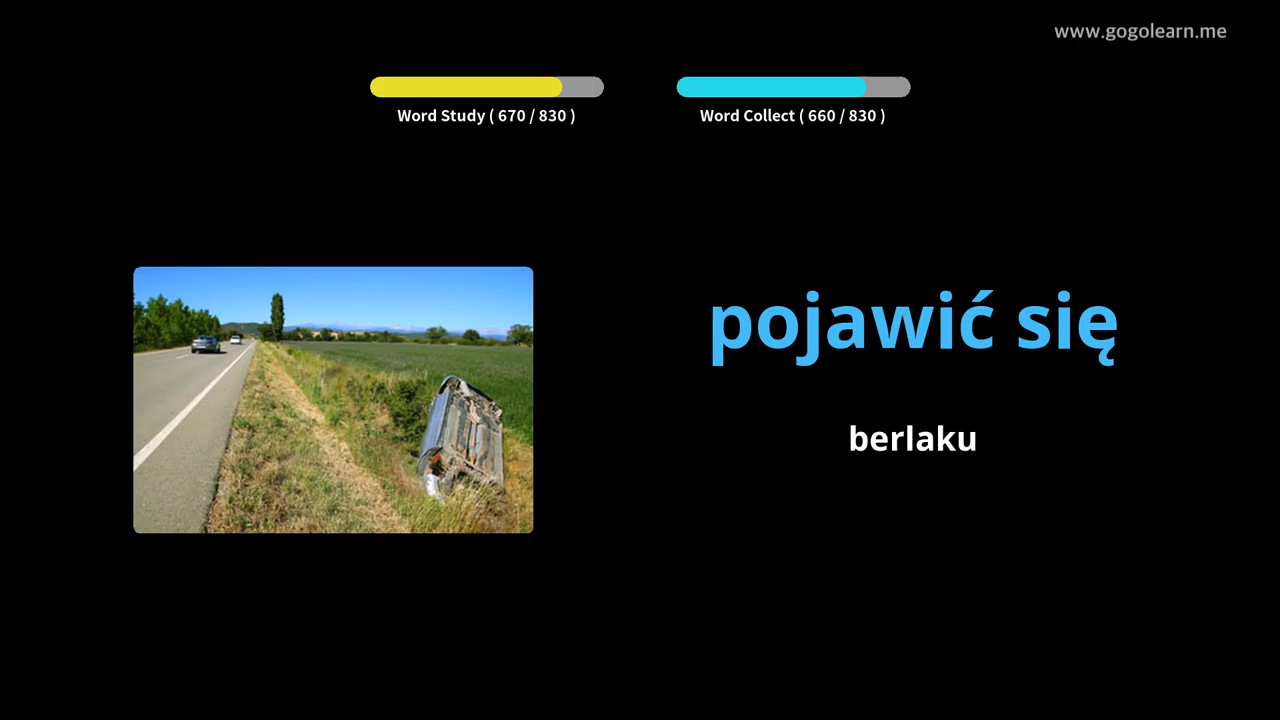 www.gogolearn.me
Word Study ( 670 / 830 )
Word Collect ( 660 / 830 )
pojawić się
berlaku